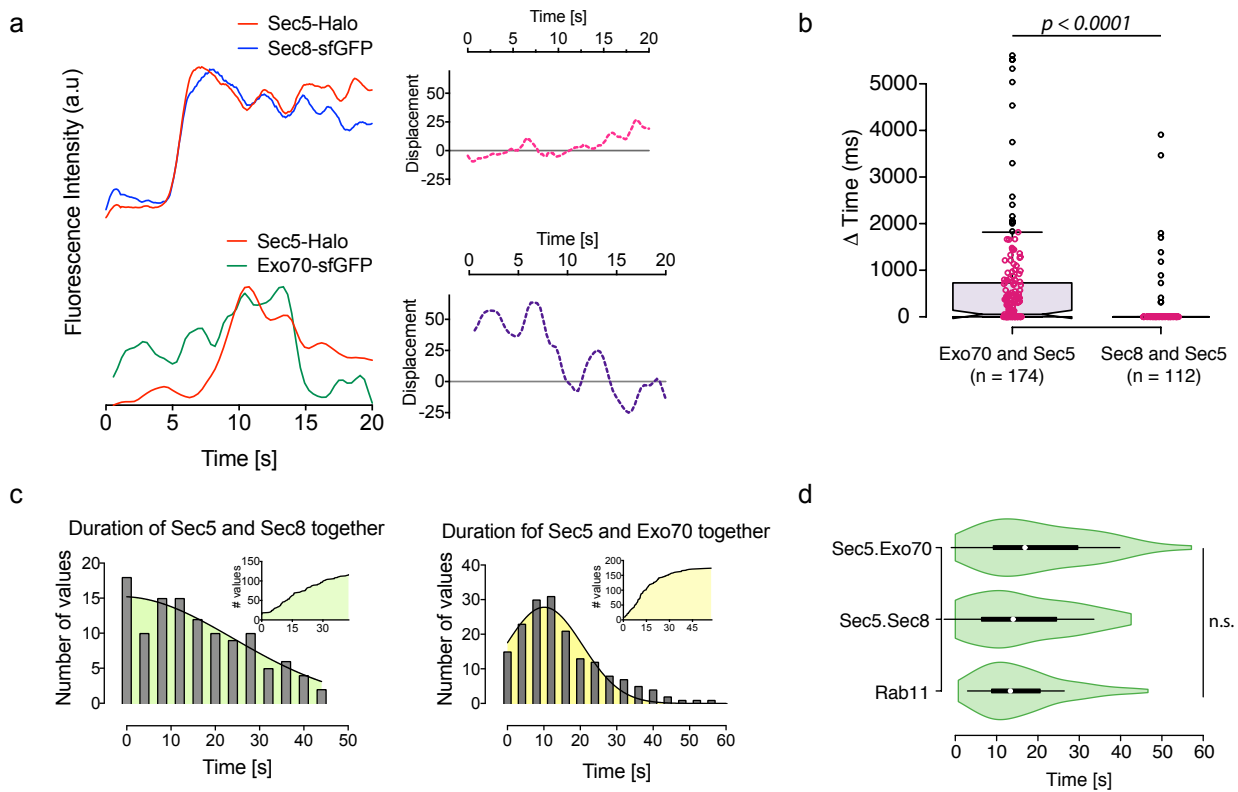 a
Sec5-Halo
Sec8-sfGFP
Fluorescence Intensity (a.u)
Sec5-Halo
Exo70-sfGFP
0 5 10 15 20
Time [s]
Time [s]
0 5 10 15 20
Displacement
50
25
0
-25
Time [s]
0 5 10 15 20
Displacement
50
25
0
-25
b
p < 0.0001
Δ Time (ms)
5000
4000
3000
2000
1000
0
Exo70 and Sec5
(n = 174)
Sec8 and Sec5
(n = 112)
c
Duration of Sec5 and Sec8 together
Number of values
20
15
10
5
0
# values
150
100
50
0
0 15 30
0 10 20 30 40 50
Time [s]
Duration fof Sec5 and Exo70 together
Number of values
40
30
20
10
0
# values
200
150
100
50
0
0 15 30 45
0 10 20 30 40 50 60
Time [s]
d
Sec5.Exo70
Sec5.Sec8
Rab11
n.s.
0 10 20 30 40 50 60
Time [s]